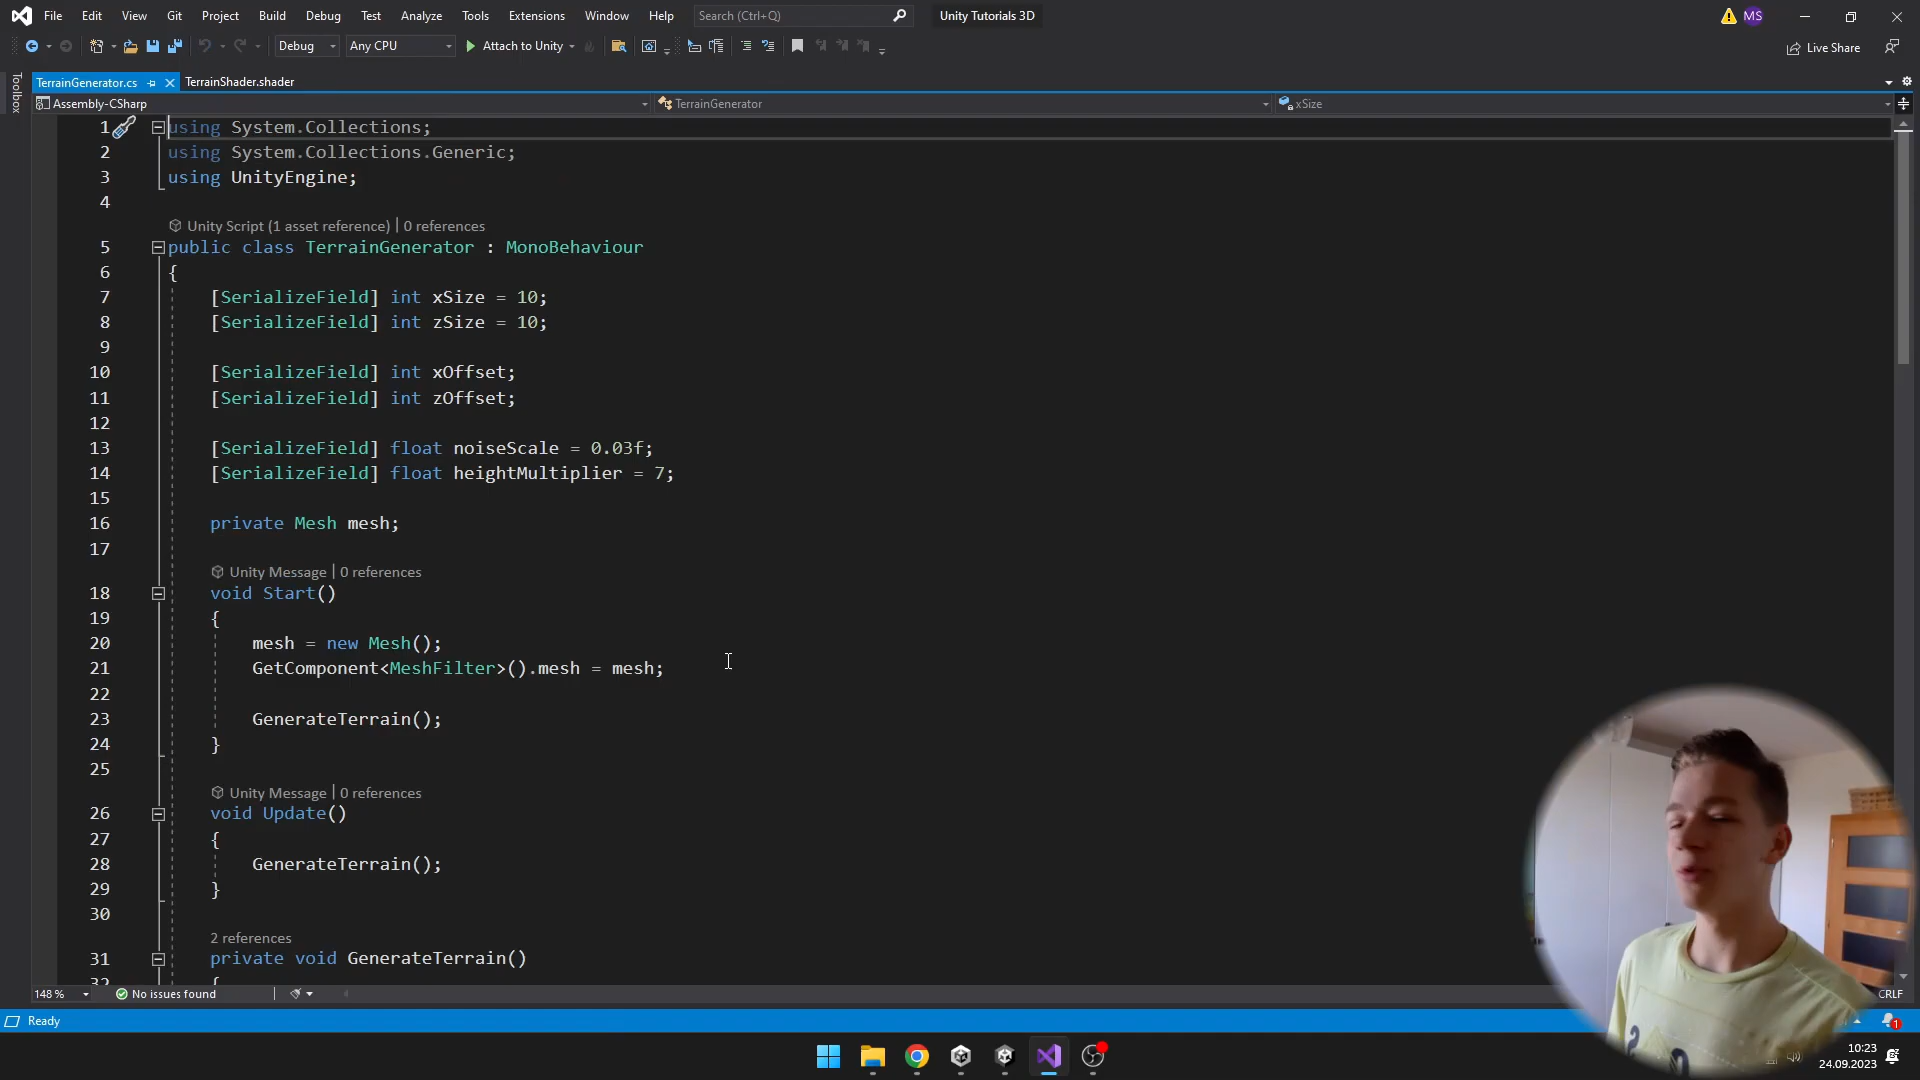 File Edit View Git Project Build Debug Test Analyze Tools Extensions Window Help Search (Ctrl+Q) Unity Tutorials 3D MS
Debug Any CPU Attach to Unity Live Share
Toolbox
TerrainGenerator.cs TerrainShader.shader
Assembly-CSharp TerrainGenerator xSize
1 using System.Collections;
2 using System.Collections.Generic;
3 using UnityEngine;
4
Unity Script (1 asset reference) | 0 references
5 public class TerrainGenerator : MonoBehaviour
6 {
7 [SerializeField] int xSize = 10;
8 [SerializeField] int zSize = 10;
9
10 [SerializeField] int xOffset;
11 [SerializeField] int zOffset;
12
13 [SerializeField] float noiseScale = 0.03f;
14 [SerializeField] float heightMultiplier = 7;
15
16 private Mesh mesh;
17
Unity Message | 0 references
18 void Start()
19 {
20 mesh = new Mesh();
21 GetComponent<MeshFilter>().mesh = mesh;
22
23 GenerateTerrain();
24 }
25
Unity Message | 0 references
26 void Update()
27 {
28 GenerateTerrain();
29 }
30
2 references
31 private void GenerateTerrain()
32 {
148 % No issues found CRLF
Ready 1
10:23
24.09.2023